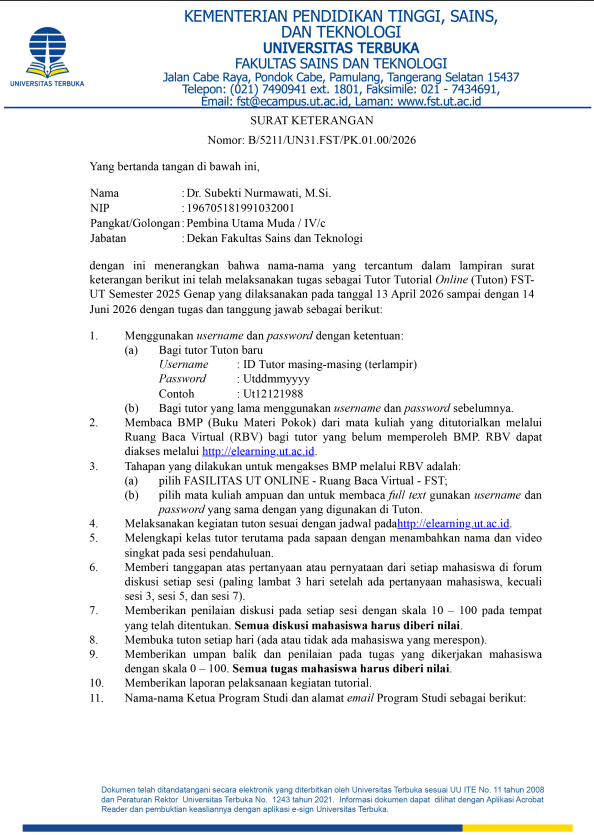 UNIVERSITAS TERBUKA
KEMENTERIAN PENDIDIKAN TINGGI, SAINS,
DAN TEKNOLOGI
UNIVERSITAS TERBUKA
FAKULTAS SAINS DAN TEKNOLOGI
Jalan Cabe Raya, Pondok Cabe, Pamulang, Tangerang Selatan 15437
Telepon: (021) 7490941 ext. 1801, Faksimile: 021 - 7434691,
Email: fst@ecampus.ut.ac.id, Laman: www.fst.ut.ac.id
SURAT KETERANGAN
Nomor: B/5211/UN31.FST/PK.01.00/2026
Yang bertanda tangan di bawah ini,
Nama : Dr. Subekti Nurmawati, M.Si.
NIP : 196705181991032001
Pangkat/Golongan : Pembina Utama Muda / IV/c
Jabatan : Dekan Fakultas Sains dan Teknologi
dengan ini menerangkan bahwa nama-nama yang tercantum dalam lampiran surat
keterangan berikut ini telah melaksanakan tugas sebagai Tutor Tutorial Online (Tuton) FST-
UT Semester 2025 Genap yang dilaksanakan pada tanggal 13 April 2026 sampai dengan 14
Juni 2026 dengan tugas dan tanggung jawab sebagai berikut:
1. Menggunakan username dan password dengan ketentuan:
(a) Bagi tutor Tuton baru
Username : ID Tutor masing-masing (terlampir)
Password : Utddmmyyyy
Contoh : Ut12121988
(b) Bagi tutor yang lama menggunakan username dan password sebelumnya.
2. Membaca BMP (Buku Materi Pokok) dari mata kuliah yang ditutorialkan melalui
Ruang Baca Virtual (RBV) bagi tutor yang belum memperoleh BMP. RBV dapat
diakses melalui http://elearning.ut.ac.id.
3. Tahapan yang dilakukan untuk mengakses BMP melalui RBV adalah:
(a) pilih FASILITAS UT ONLINE - Ruang Baca Virtual - FST;
(b) pilih mata kuliah ampuan dan untuk membaca full text gunakan username dan
password yang sama dengan yang digunakan di Tuton.
4. Melaksanakan kegiatan tuton sesuai dengan jadwal padahttp://elearning.ut.ac.id.
5. Melengkapi kelas tutor terutama pada sapaan dengan menambahkan nama dan video
singkat pada sesi pendahuluan.
6. Memberi tanggapan atas pertanyaan atau pernyataan dari setiap mahasiswa di forum
diskusi setiap sesi (paling lambat 3 hari setelah ada pertanyaan mahasiswa, kecuali
sesi 3, sesi 5, dan sesi 7).
7. Memberikan penilaian diskusi pada setiap sesi dengan skala 10 – 100 pada tempat
yang telah ditentukan. Semua diskusi mahasiswa harus diberi nilai.
8. Membuka tuton setiap hari (ada atau tidak ada mahasiswa yang merespon).
9. Memberikan umpan balik dan penilaian pada tugas yang dikerjakan mahasiswa
dengan skala 0 – 100. Semua tugas mahasiswa harus diberi nilai.
10. Memberikan laporan pelaksanaan kegiatan tutorial.
11. Nama-nama Ketua Program Studi dan alamat email Program Studi sebagai berikut:
Dokumen telah ditandatangani secara elektronik yang diterbitkan oleh Universitas Terbuka sesuai UU ITE No. 11 tahun 2008
dan Peraturan Rektor Universitas Terbuka No. 1243 tahun 2021. Informasi dokumen dapat dilihat dengan Aplikasi Acrobat
Reader dan pembuktian keasliannya dengan aplikasi e-sign Universitas Terbuka.